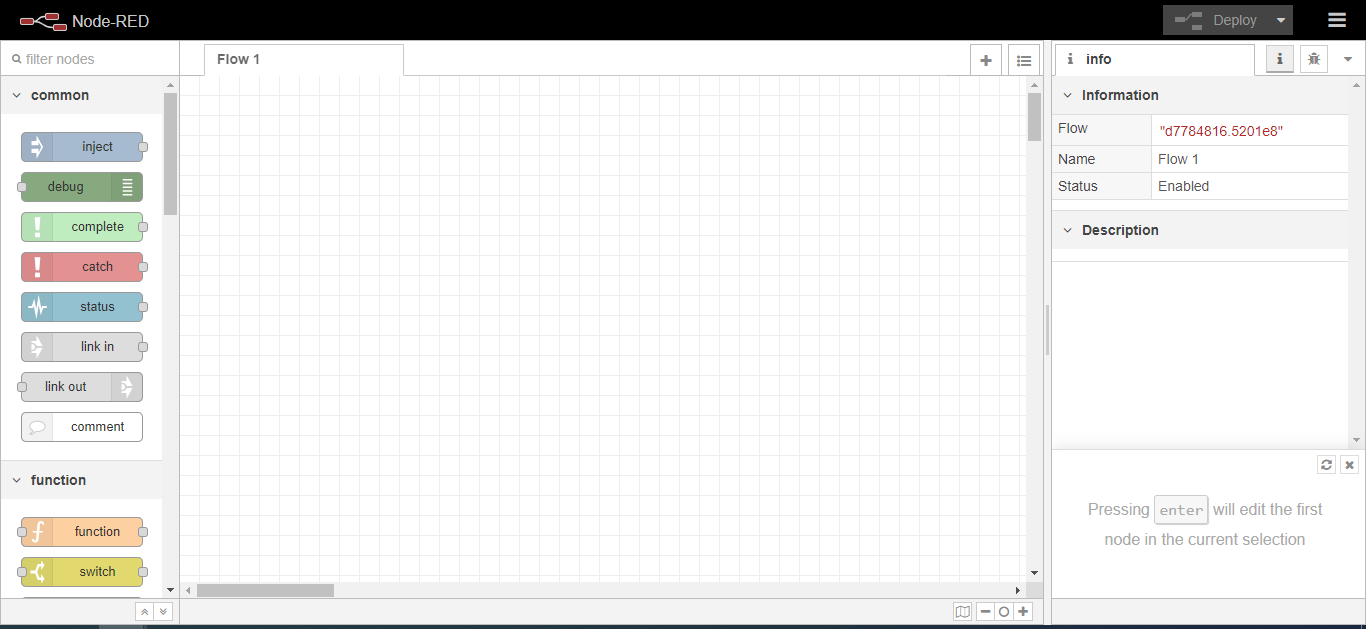 Node-RED
Deploy
filter nodes
Flow 1
info
common
inject
debug
complete
catch
status
link in
link out
comment
function
function
switch
Information
Flow "d7784816.5201e8"
Name Flow 1
Status Enabled
Description
Pressing enter will edit the first
node in the current selection